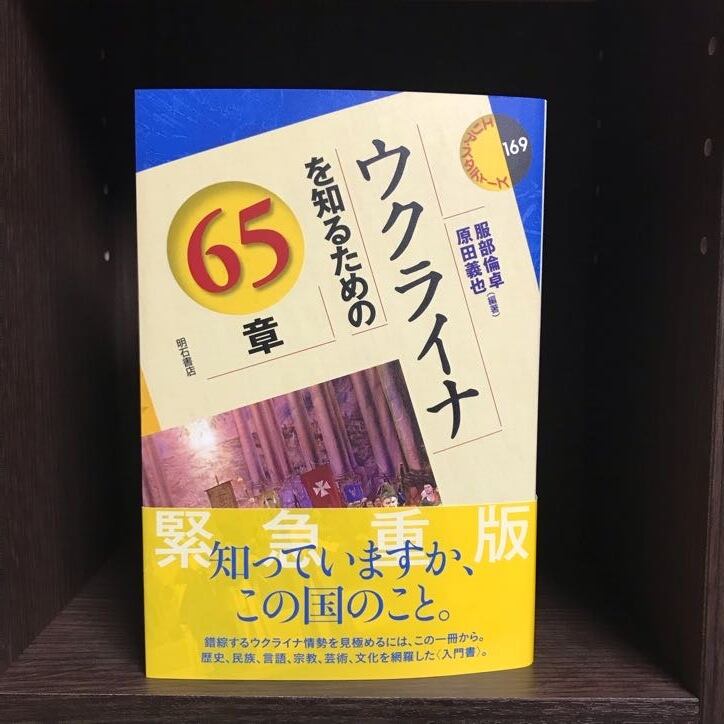 エリア・スタディーズ
169
ウクライナ
を知るための
65
章
服部倫卓
原田義也
(編著)
明石書店
緊急重版
知っていますか、
この国のこと。
錯綜するウクライナ情勢を見極めるには、この一冊から。
歴史、民族、言語、宗教、芸術、文化を網羅した〈入門書〉。